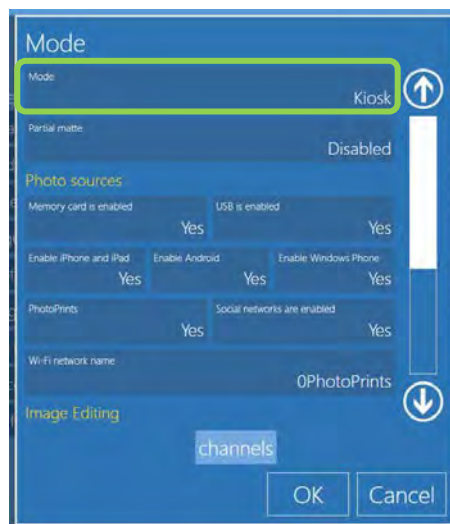 Mode
Mode
Kiosk
Partial matte
Disabled
Photo sources
Memory card is enabled
Yes
USB is enabled
Yes
Enable iPhone and iPad
Yes
Enable Android
Yes
Enable Windows Phone
Yes
PhotoPrints
Yes
Social networks are enabled
Yes
Wi-Fi network name
0PhotoPrints
Image Editing
channels
OK
Cancel